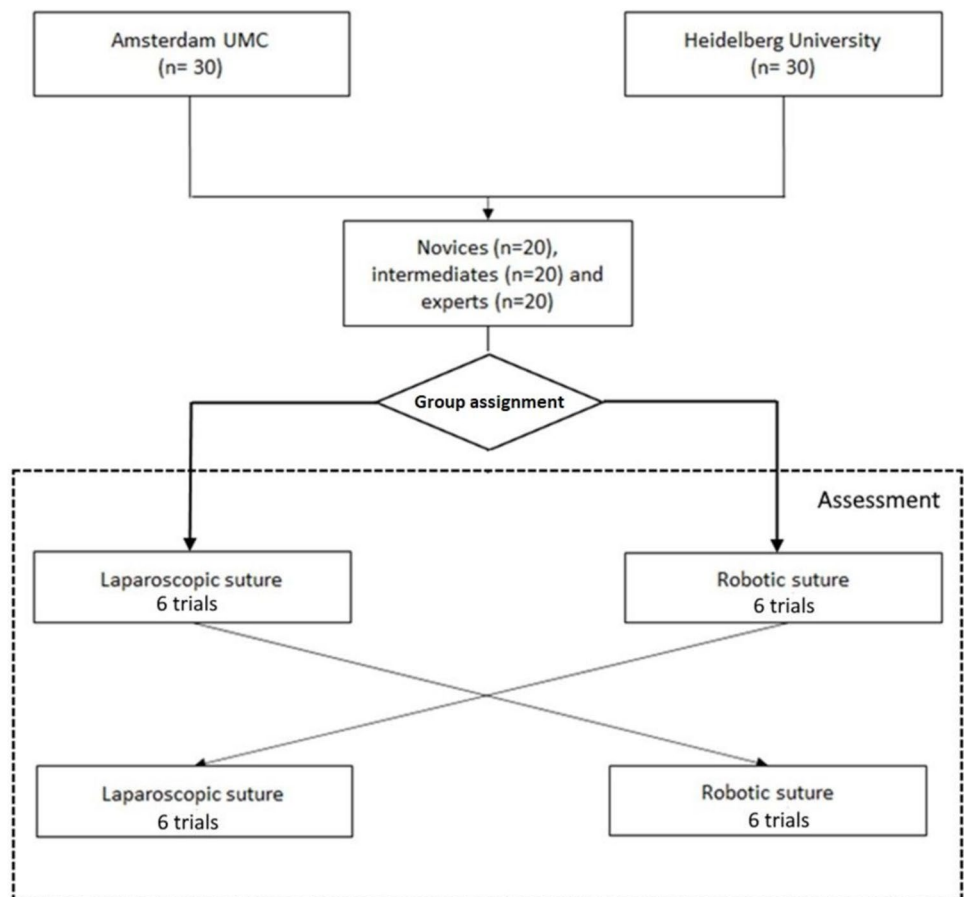 Amsterdam UMC
(n= 30)
Heidelberg University
(n= 30)
Novices (n=20),
intermediates (n=20) and
experts (n=20)
Group assignment
Assessment
Laparoscopic suture
6 trials
Robotic suture
6 trials
Laparoscopic suture
6 trials
Robotic suture
6 trials